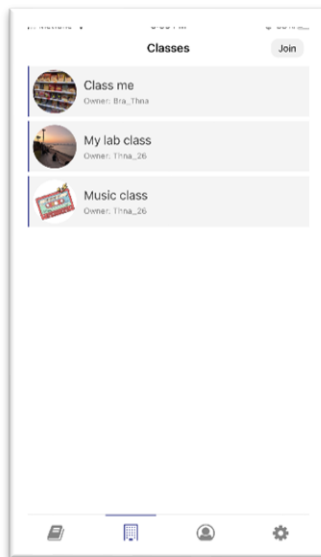 Classes
Join
Class me
Owner: Bra_Thna
My lab class
Owner: Thna_26
Music class
Owner: Thna_26